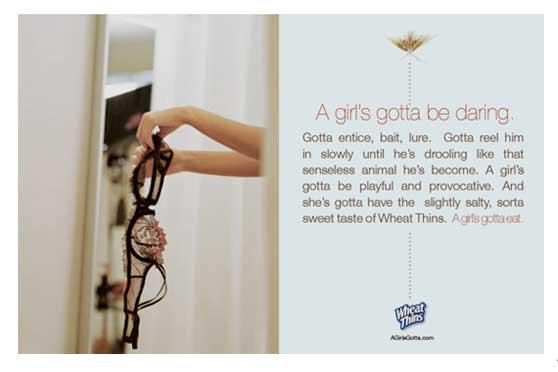 A girl's gotta be daring.
Gotta entice, bait, lure. Gotta reel him
in slowly until he's drooling like that
senseless animal he's become. A girl's
gotta be playful and provocative. And
she's gotta have the slightly salty, sorta
sweet taste of Wheat Thins. A girl's gotta eat.
Wheat
Thins
AGirlsGotta.com